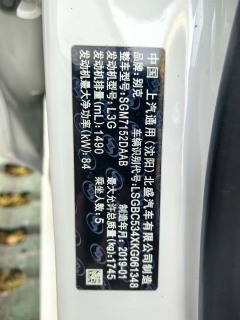 中国 上汽通用(沈阳)北盛汽车有限公司制造
品牌:别克 车辆识别代号:LSGBC534XKG061348
整车型号:SGM7152DAAB 制造年月:2019-01
发动机型号:L3G 最大允许总质量(kg):1745
发动机排量(mL):1490 乘坐人数:5
发动机最大净功率(kW):84